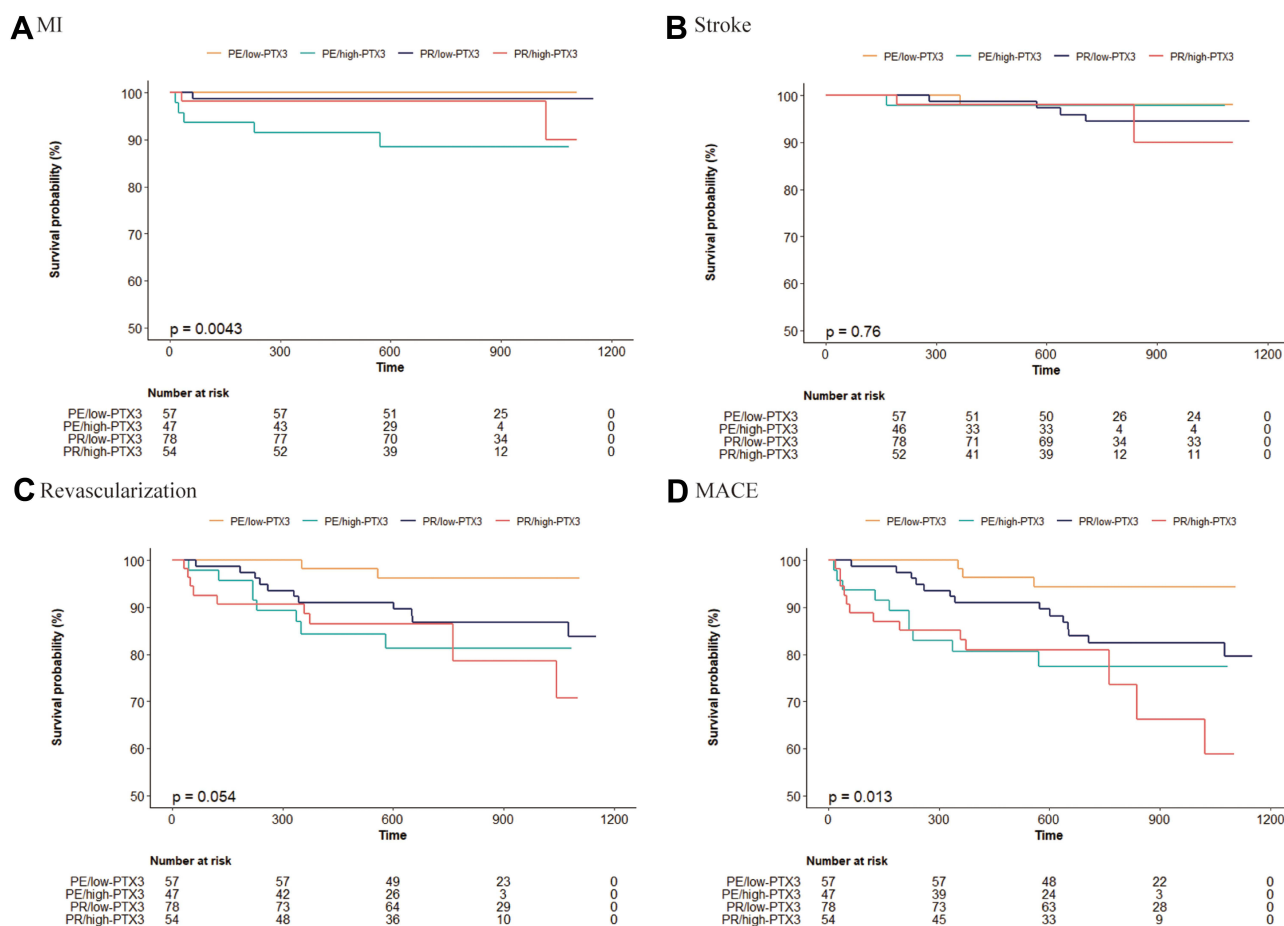 A MI
PE/low-PTX3 PE/high-PTX3 PR/low-PTX3 PR/high-PTX3
Survival probability (%)
100
90
80
70
60
50
p = 0.0043
0 300 600 900 1200
Time
Number at risk
PE/low-PTX3 57 57 51 25 0
PE/high-PTX3 47 43 29 4 0
PR/low-PTX3 78 77 70 34 0
PR/high-PTX3 54 52 39 12 0
B Stroke
PE/low-PTX3 PE/high-PTX3 PR/low-PTX3 PR/high-PTX3
Survival probability (%)
100
90
80
70
60
50
p = 0.76
0 300 600 900 1200
Time
Number at risk
PE/low-PTX3 57 51 50 26 24 0
PE/high-PTX3 46 33 33 4 4 0
PR/low-PTX3 78 71 69 34 33 0
PR/high-PTX3 52 41 39 12 11 0
C Revascularization
PE/low-PTX3 PE/high-PTX3 PR/low-PTX3 PR/high-PTX3
Survival probability (%)
100
90
80
70
60
50
p = 0.054
0 300 600 900 1200
Time
Number at risk
PE/low-PTX3 57 57 49 23 0
PE/high-PTX3 47 42 26 3 0
PR/low-PTX3 78 73 64 29 0
PR/high-PTX3 54 48 36 10 0
D MACE
PE/low-PTX3 PE/high-PTX3 PR/low-PTX3 PR/high-PTX3
Survival probability (%)
100
90
80
70
60
50
p = 0.013
0 300 600 900 1200
Time
Number at risk
PE/low-PTX3 57 57 48 22 0
PE/high-PTX3 47 39 24 3 0
PR/low-PTX3 78 73 63 28 0
PR/high-PTX3 54 45 33 9 0